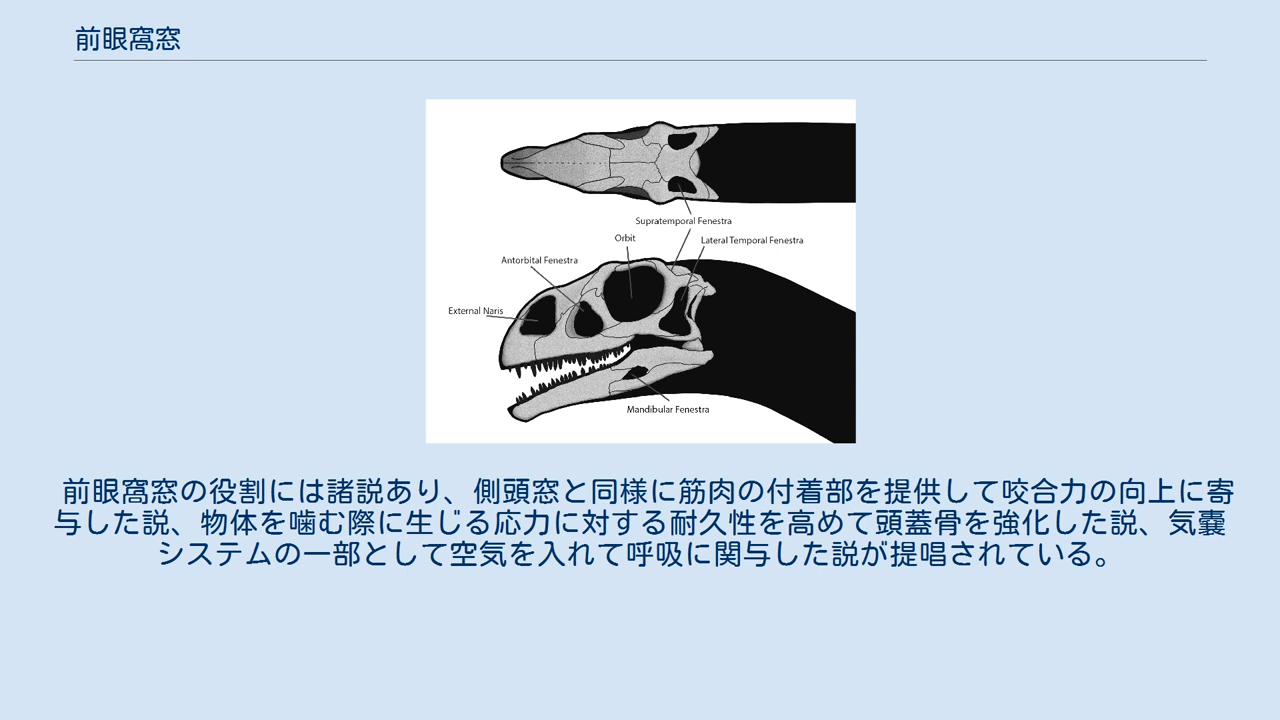 前眼窩窓
Supratemporal Fenestra
Orbit
Lateral Temporal Fenestra
Antorbital Fenestra
External Naris
Mandibular Fenestra
前眼窩窓の役割には諸説あり、側頭窓と同様に筋肉の付着部を提供して咬合力の向上に寄
与した説、物体を噛む際に生じる応力に対する耐久性を高めて頭蓋骨を強化した説、気嚢
システムの一部として空気を入れて呼吸に関与した説が提唱されている。